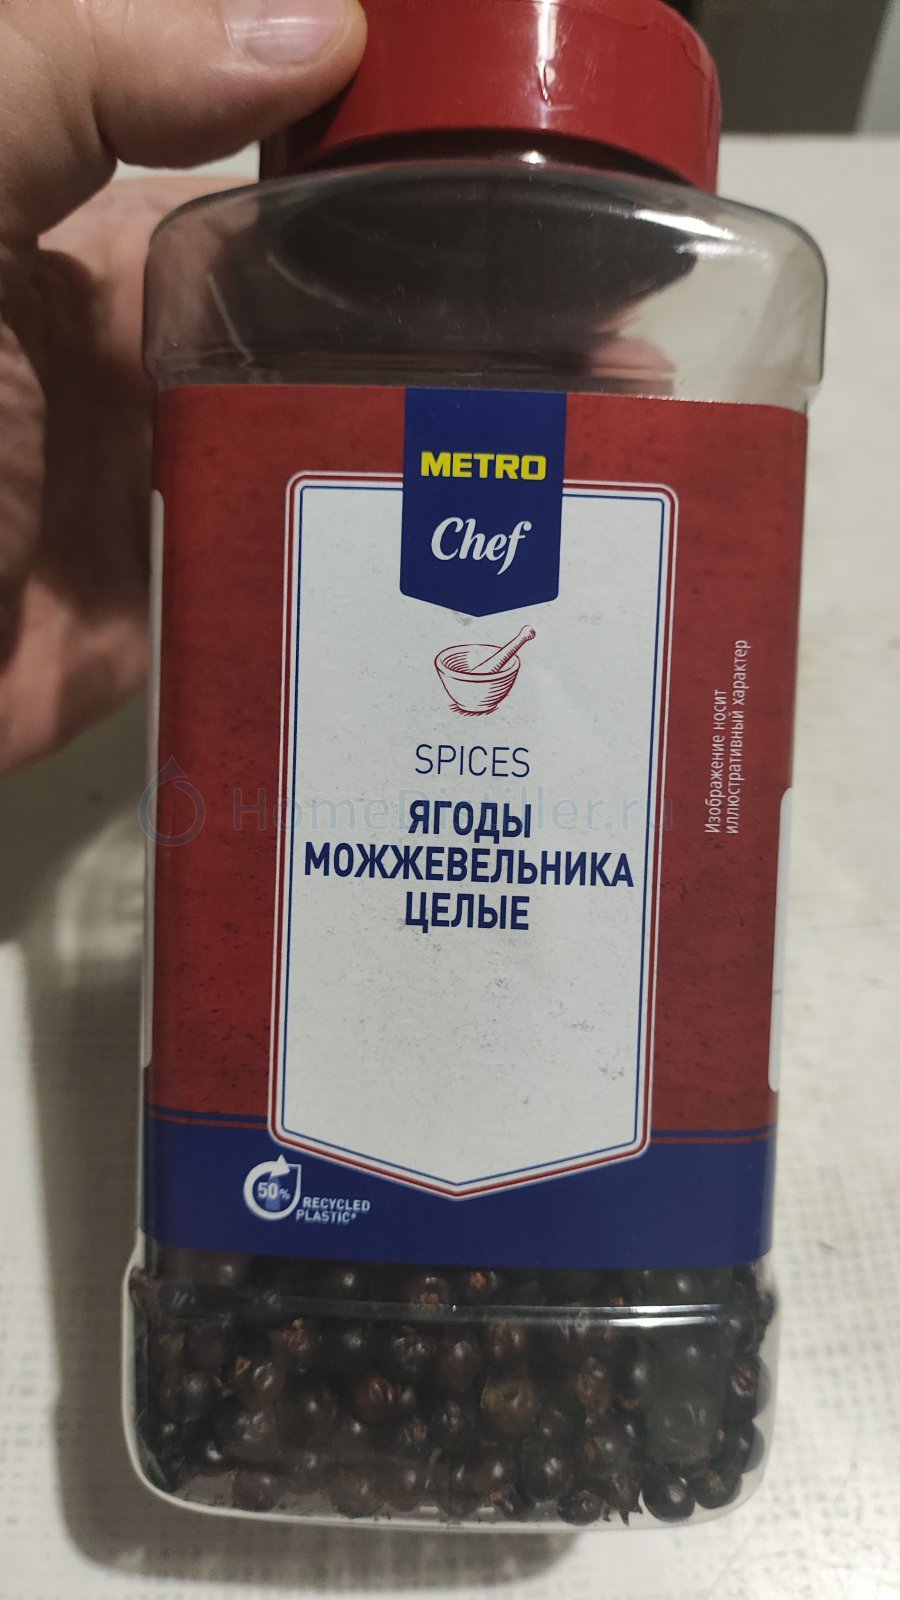 METRO
Chef
SPICES
ЯГОДЫ
МОЖЖЕВЕЛЬНИКА
ЦЕЛЫЕ
Изображение носит
иллюстративный характер
HomeDistiller.ru
50%
RECYCLED
PLASTIC*